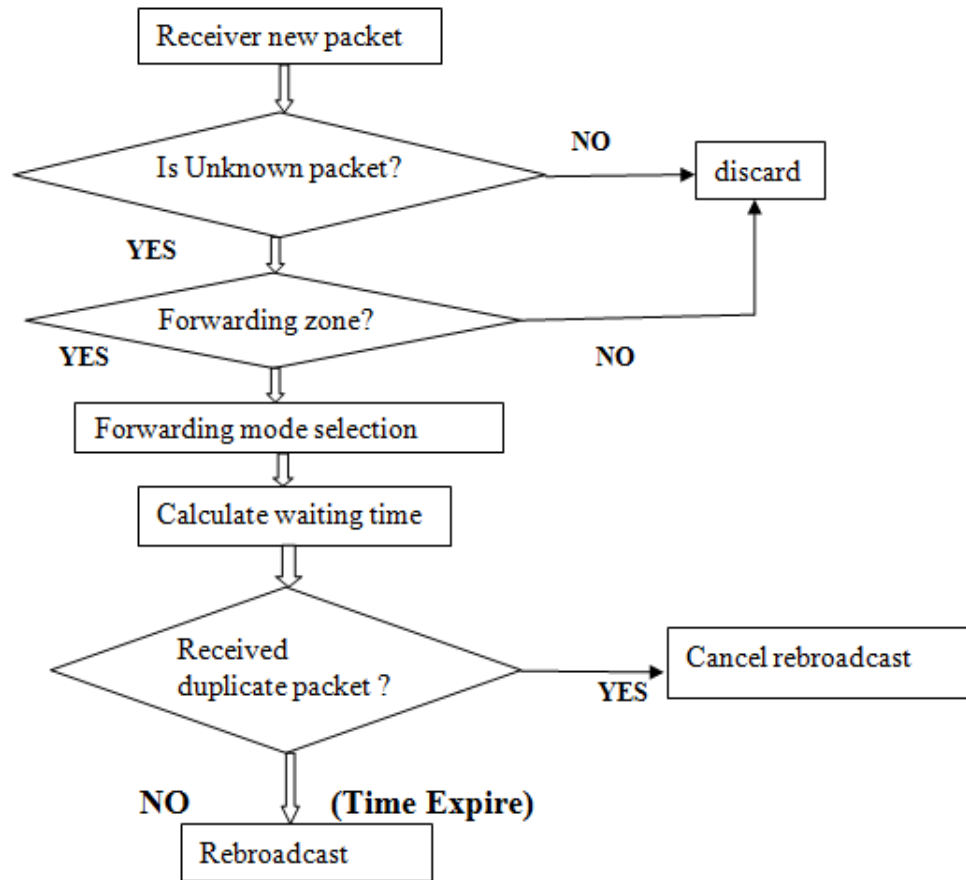 Receiver new packet
NO
Is Unknown packet?
discard
YES
Forwarding zone?
YES
NO
Forwarding mode selection
Calculate waiting time
Received
duplicate packet ?
Cancel rebroadcast
YES
NO (Time Expire)
Rebroadcast